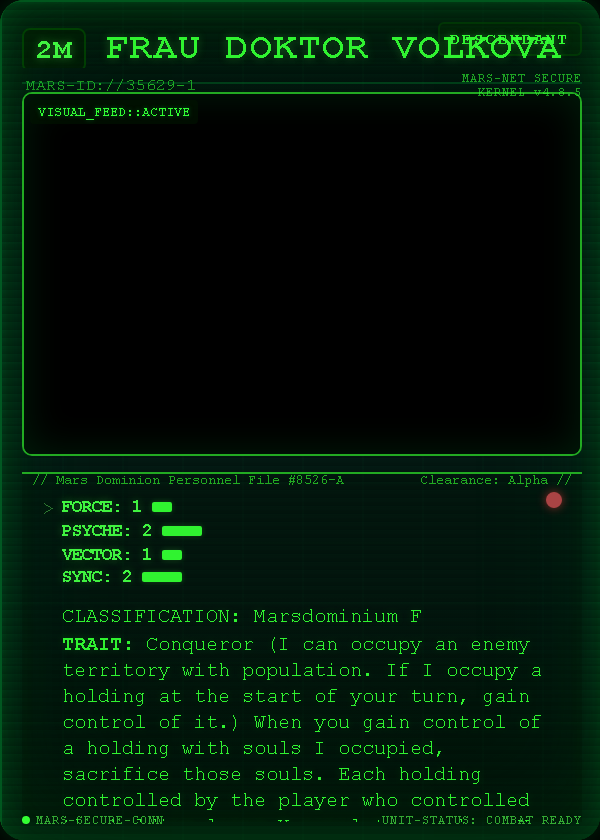 2M FRAU DOKTOR VOLKOVA
DESCENDANT
MARS-ID://35629-1
MARS-NET SECURE
KERNEL v4.8.5
VISUAL_FEED::ACTIVE
// Mars Dominion Personnel File #8526-A Clearance: Alpha //
> FORCE: 1
PSYCHE: 2
VECTOR: 1
SYNC: 2
CLASSIFICATION: Marsdominium F
TRAIT: Conqueror (I can occupy an enemy
territory with population. If I occupy a
holding at the start of your turn, gain
control of it.) When you gain control of
a holding with souls I occupied,
sacrifice those souls. Each holding
controlled by the player who controlled
MARS-SECURE-CONN UNIT-STATUS: COMBAT READY